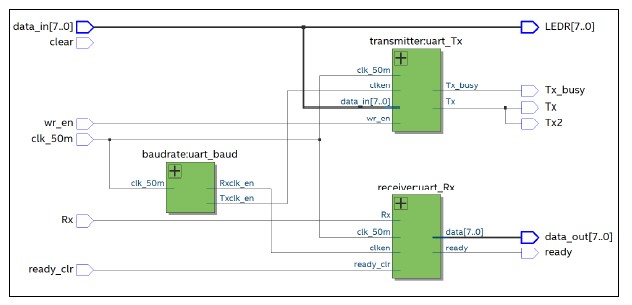 data_in[7..0]
clear
LEDR[7..0]
transmitter:uart_Tx
clk_50m
clken
data_in[7..0]
wr_en
Tx_busy
Tx
Tx_busy
Tx
Tx2
wr_en
clk_50m
baudrate:uart_baud
clk_50m
Rxclk_en
Txclk_en
receiver:uart_Rx
Rx
clk_50m
clken
ready_clr
data[7..0]
ready
Rx
ready_clr
data_out[7..0]
ready